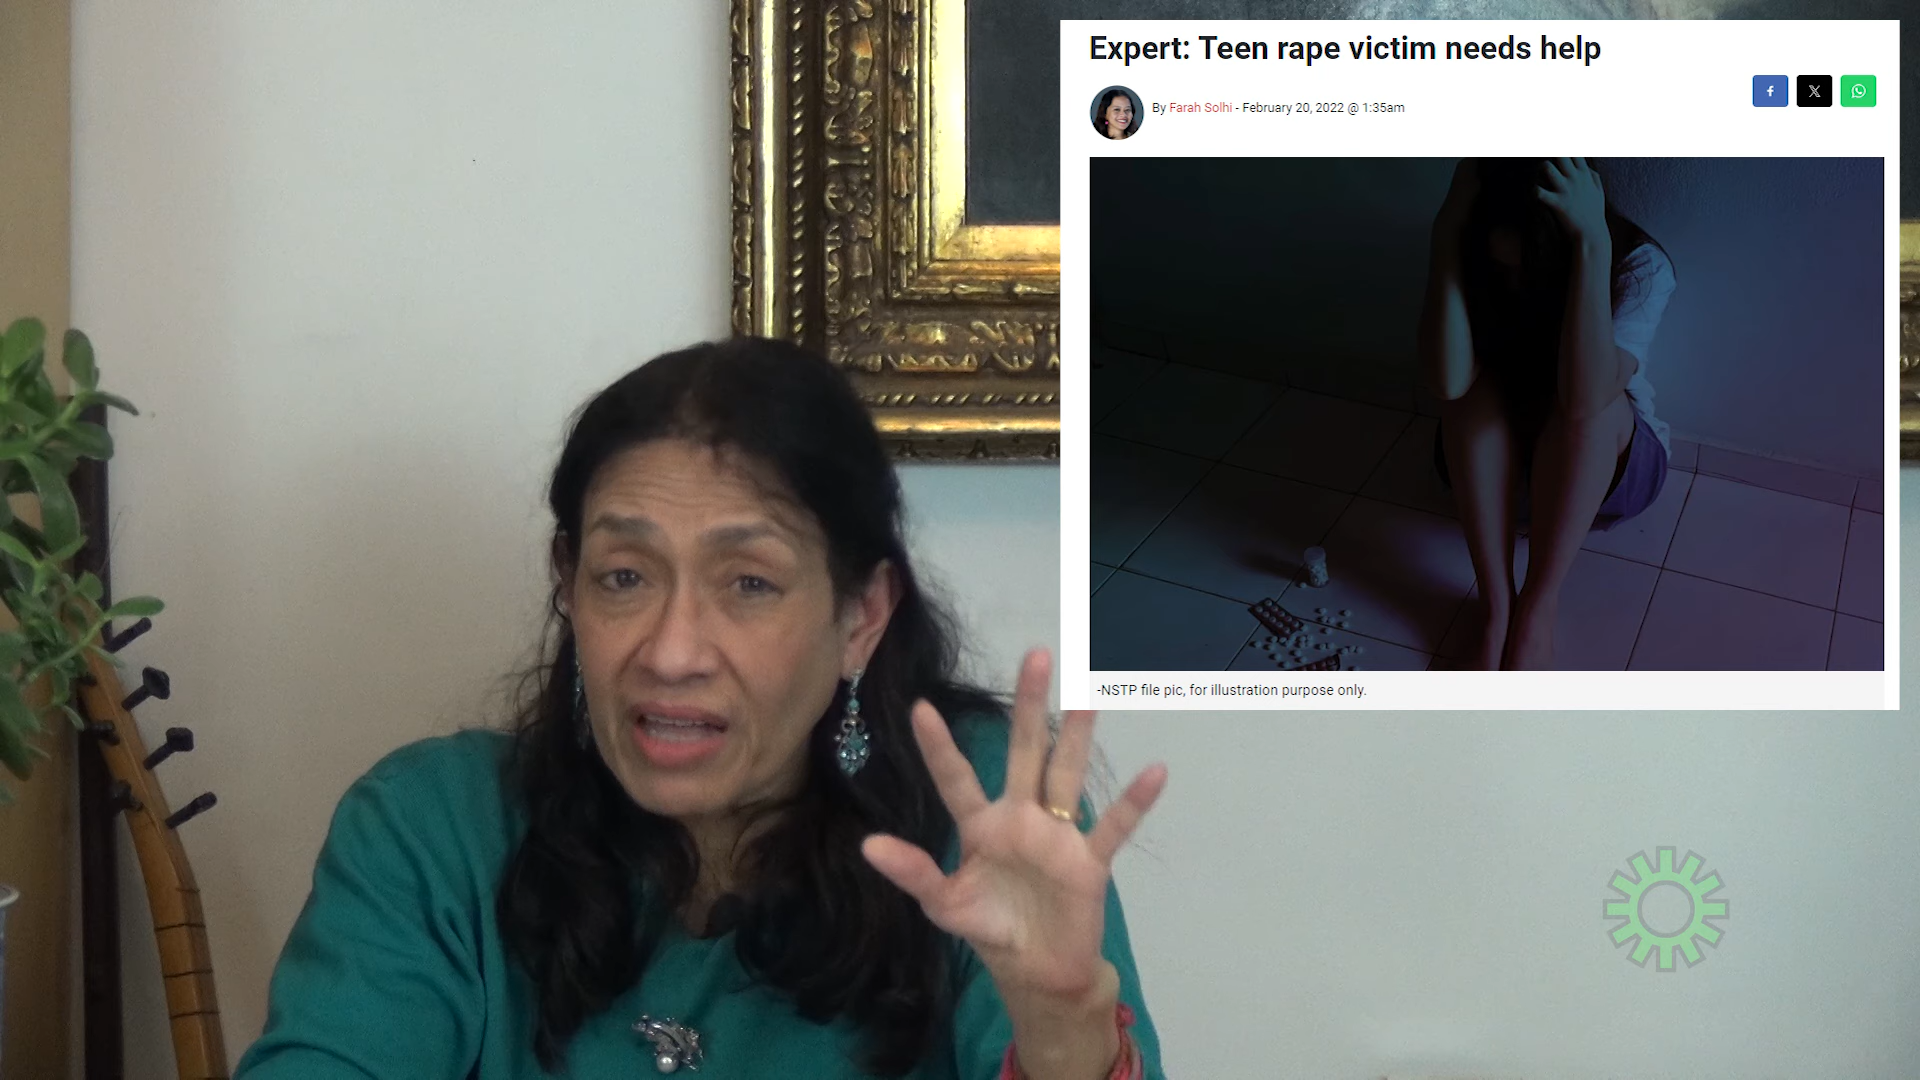 Expert: Teen rape victim needs help
By Farah Solhi - February 20, 2022 @ 1:35am
-NSTP file pic, for illustration purpose only.